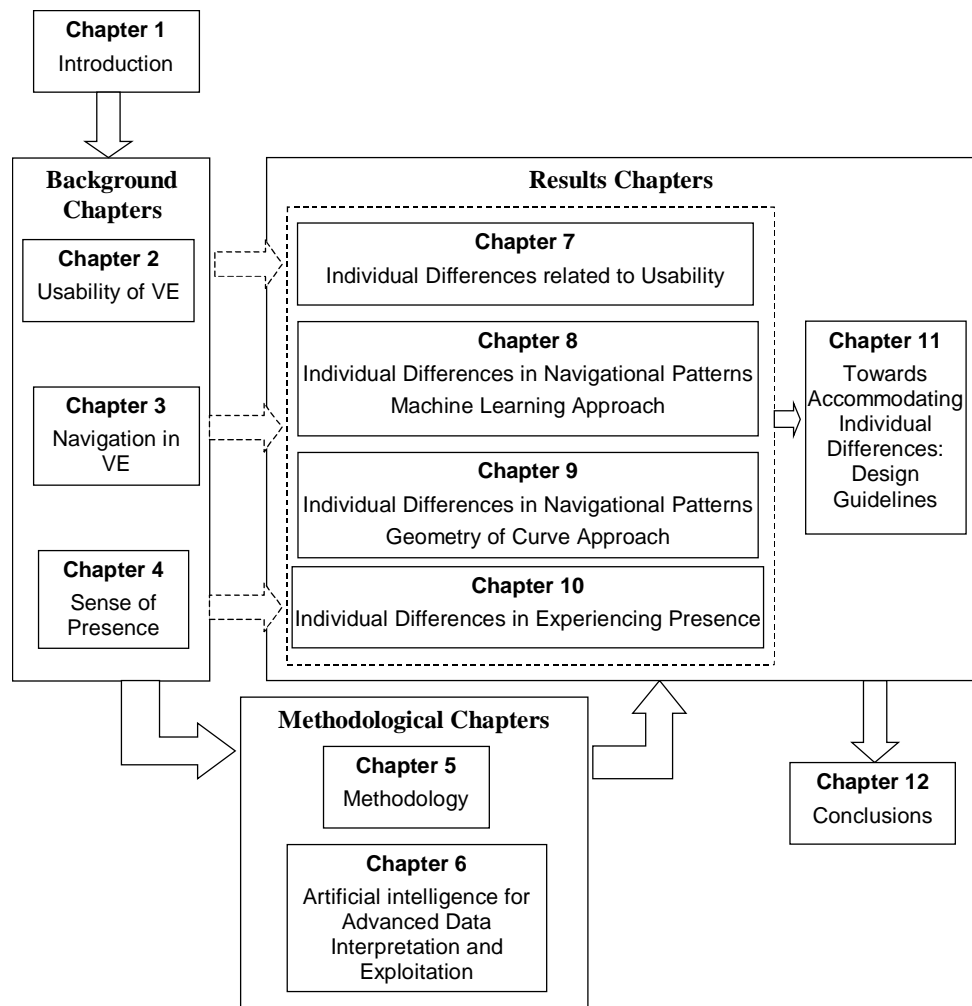 Chapter 1
Introduction
Background
Chapters
Chapter 2
Usability of VE
Chapter 3
Navigation in
VE
Chapter 4
Sense of
Presence
Results Chapters
Chapter 7
Individual Differences related to Usability
Chapter 8
Individual Differences in Navigational Patterns
Machine Learning Approach
Chapter 9
Individual Differences in Navigational Patterns
Geometry of Curve Approach
Chapter 10
Individual Differences in Experiencing Presence
Chapter 11
Towards
Accommodating
Individual
Differences:
Design
Guidelines
Methodological Chapters
Chapter 5
Methodology
Chapter 6
Artificial intelligence for
Advanced Data
Interpretation and
Exploitation
Chapter 12
Conclusions